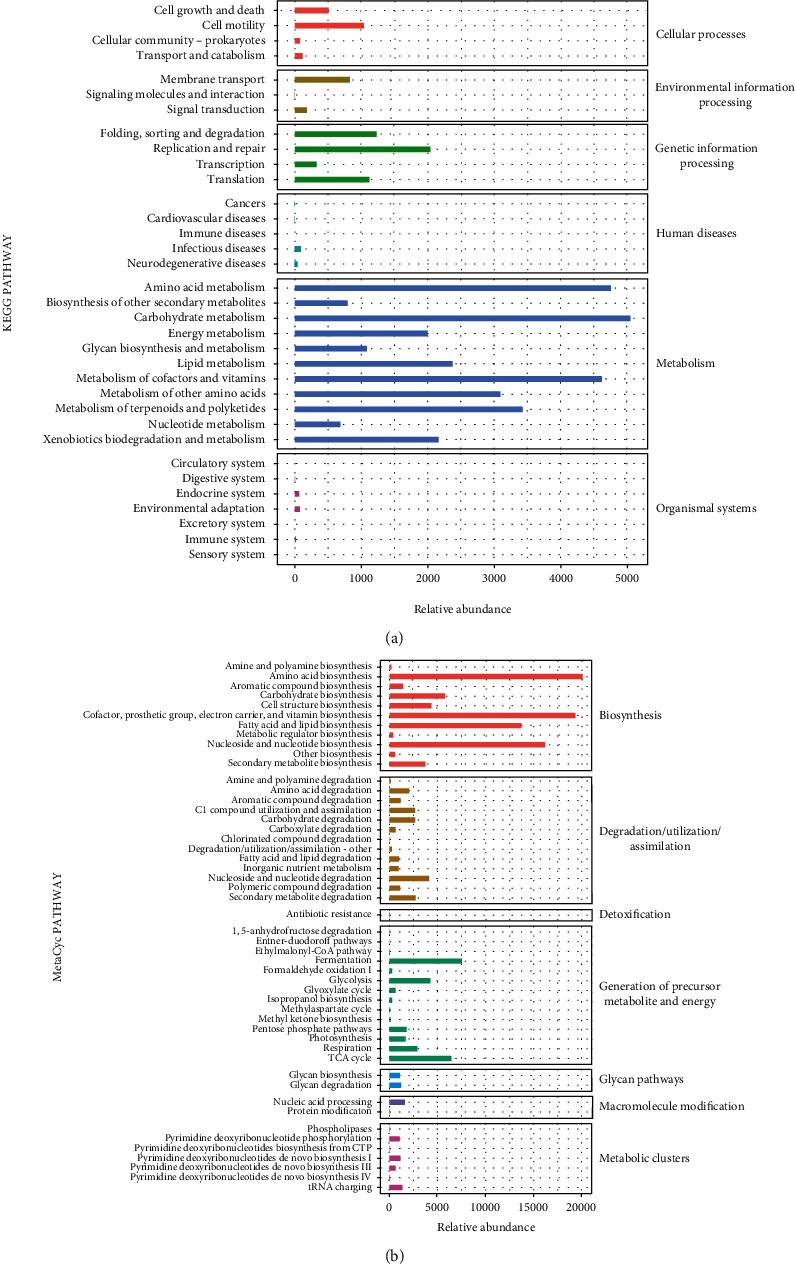 Cell growth and death
Cell motility
Cellular community – prokaryotes
Transport and catabolism
Cellular processes
Membrane transport
Signaling molecules and interaction
Signal transduction
Environmental information
processing
Folding, sorting and degradation
Replication and repair
Transcription
Translation
Genetic information
processing
Cancers
Cardiovascular diseases
Immune diseases
Infectious diseases
Neurodegenerative diseases
Human diseases
KEGG PATHWAY
Amino acid metabolism
Biosynthesis of other secondary metabolites
Carbohydrate metabolism
Energy metabolism
Glycan biosynthesis and metabolism
Lipid metabolism
Metabolism of cofactors and vitamins
Metabolism of other amino acids
Metabolism of terpenoids and polyketides
Nucleotide metabolism
Xenobiotics biodegradation and metabolism
Metabolism
Circulatory system
Digestive system
Endocrine system
Environmental adaptation
Excretory system
Immune system
Sensory system
Organismal systems
0 1000 2000 3000 4000 5000
Relative abundance
(a)
Amine and polyamine biosynthesis
Amino acid biosynthesis
Aromatic compound biosynthesis
Carbohydrate biosynthesis
Cell structure biosynthesis
Cofactor, prosthetic group, electron carrier, and vitamin biosynthesis
Fatty acid and lipid biosynthesis
Metabolic regulator biosynthesis
Nucleoside and nucleotide biosynthesis
Other biosynthesis
Secondary metabolite biosynthesis
Biosynthesis
Amine and polyamine degradation
Amino acid degradation
Aromatic compound degradation
C1 compound utilization and assimilation
Carbohydrate degradation
Carboxylate degradation
Chlorinated compound degradation
Degradation/utilization/assimilation - other
Fatty acid and lipid degradation
Inorganic nutrient metabolism
Nucleoside and nucleotide degradation
Polymeric compound degradation
Secondary metabolite degradation
Degradation/utilization/
assimilation
Antibiotic resistance
Detoxification
MetaCyc PATHWAY
1, 5-anhydrofructose degradation
Entner-duodoroff pathways
Ethylmalonyl-CoA pathway
Fermentation
Formaldehyde oxidation I
Glycolysis
Glyoxylate cycle
Isopropanol biosynthesis
Methylaspartate cycle
Methyl ketone biosynthesis
Pentose phosphate pathways
Photosynthesis
Respiration
TCA cycle
Generation of precursor
metabolite and energy
Glycan biosynthesis
Glycan degradation
Glycan pathways
Nucleic acid processing
Protein modificaton
Macromolecule modification
Phospholipases
Pyrimidine deoxyribonucleotide phosphorylation
Pyrimidine deoxyribonucleotides biosynthesis from CTP
Pyrimidine deoxyribonucleotides de novo biosynthesis I
Pyrimidine deoxyribonucleotides de novo biosynthesis III
Pyrimidine deoxyribonucleotides de novo biosynthesis IV
tRNA charging
Metabolic clusters
0 5000 10000 15000 20000
Relative abundance
(b)